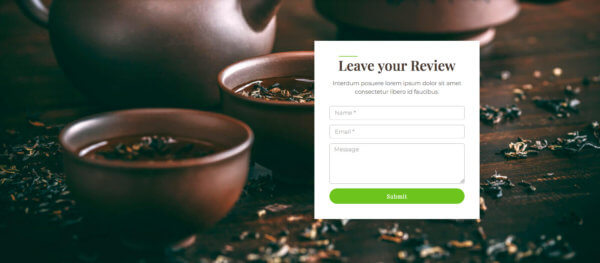 Leave your Review
Interdum posuere lorem ipsum dolor sit amet
consectetur libero id faucibus.
Name *
Email *
Message
Submit